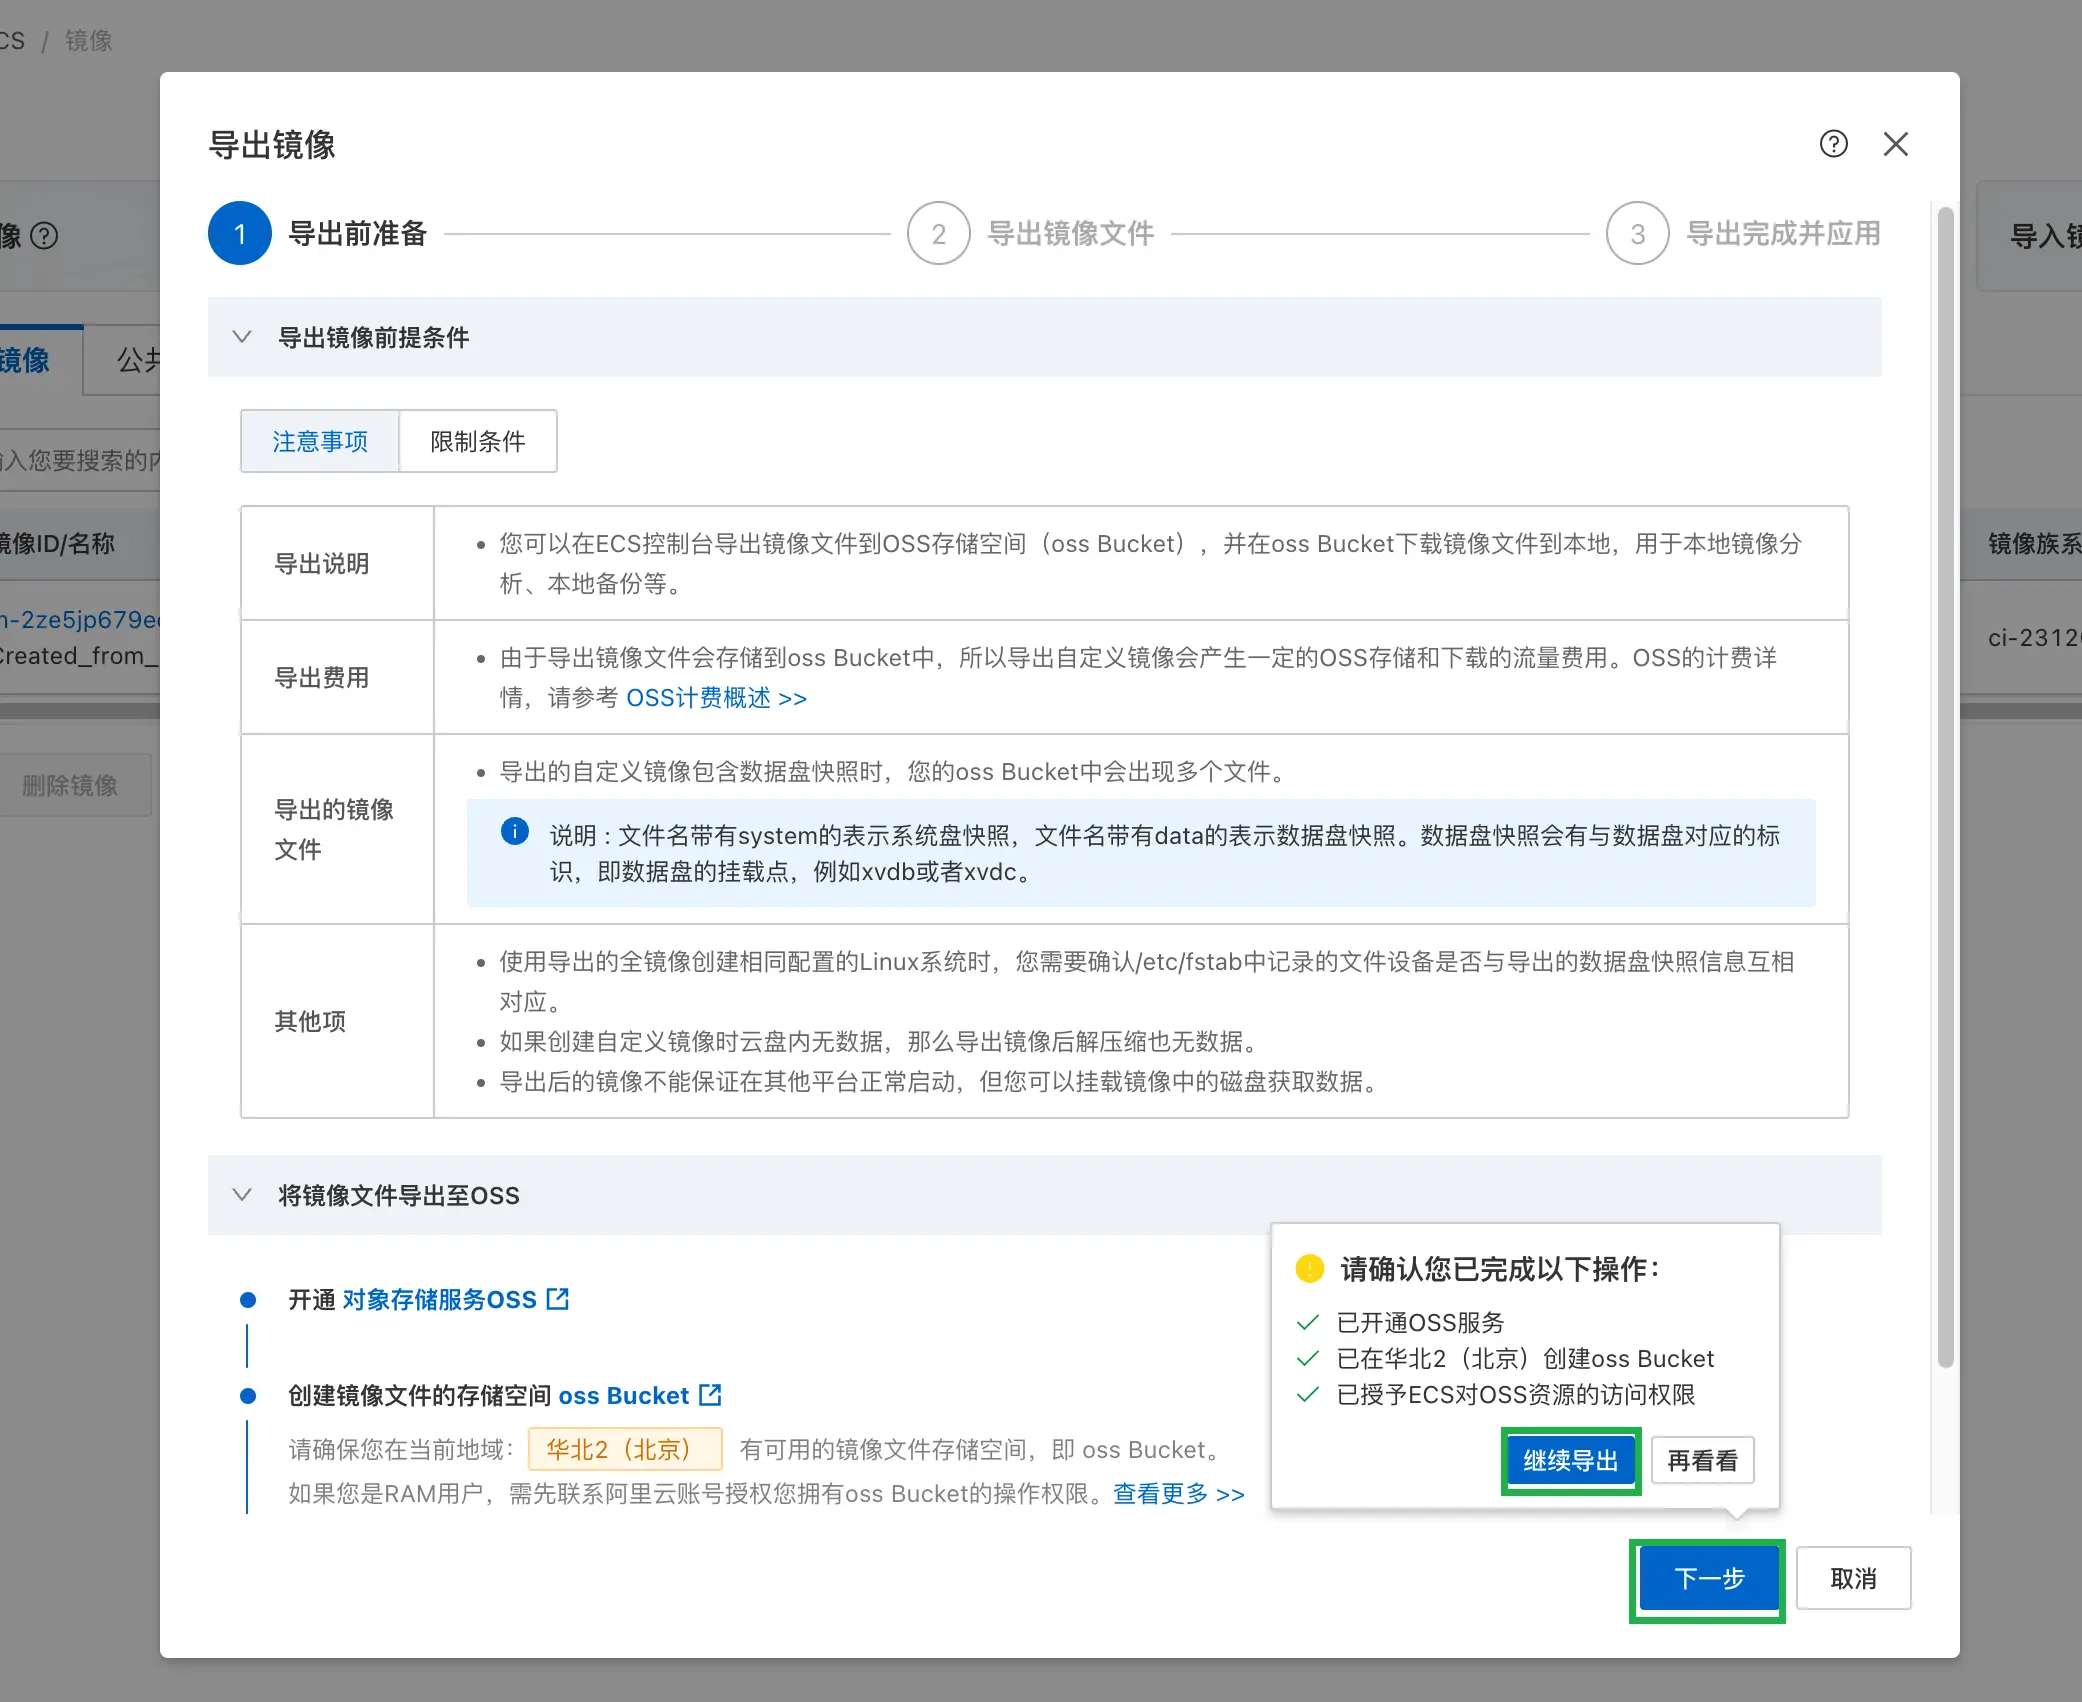 CS / 镜像
导出镜像
像
1 导出前准备
2 导出镜像文件
3 导出完成并应用
导入镜
导出镜像前提条件
镜像
公共
注意事项
限制条件
入您要搜索的内
镜像ID/名称
镜像族系
-2ze5jp679e
Created_from_
ci-2312
删除镜像
导出说明
• 您可以在ECS控制台导出镜像文件到OSS存储空间（oss Bucket），并在oss Bucket下载镜像文件到本地，用于本地镜像分
析、本地备份等。
导出费用
• 由于导出镜像文件会存储到oss Bucket中，所以导出自定义镜像会产生一定的OSS存储和下载的流量费用。OSS的计费详
情，请参考 OSS计费概述 >>
导出的镜像
文件
• 导出的自定义镜像包含数据盘快照时，您的oss Bucket中会出现多个文件。
说明：文件名带有system的表示系统盘快照，文件名带有data的表示数据盘快照。数据盘快照会有与数据盘对应的标
识，即数据盘的挂载点，例如xvdb或者xvdc。
其他项
• 使用导出的全镜像创建相同配置的Linux系统时，您需要确认/etc/fstab中记录的文件设备是否与导出的数据盘快照信息互相
对应。
• 如果创建自定义镜像时云盘内无数据，那么导出镜像后解压缩也无数据。
• 导出后的镜像不能保证在其他平台正常启动，但您可以挂载镜像中的磁盘获取数据。
将镜像文件导出至OSS
开通 对象存储服务OSS
创建镜像文件的存储空间 oss Bucket
请确保您在当前地域： 华北2（北京） 有可用的镜像文件存储空间，即 oss Bucket。
如果您是RAM用户，需先联系阿里云账号授权您拥有oss Bucket的操作权限。查看更多 >>
请确认您已完成以下操作：
已开通OSS服务
已在华北2（北京）创建oss Bucket
已授予ECS对OSS资源的访问权限
继续导出
再看看
下一步
取消